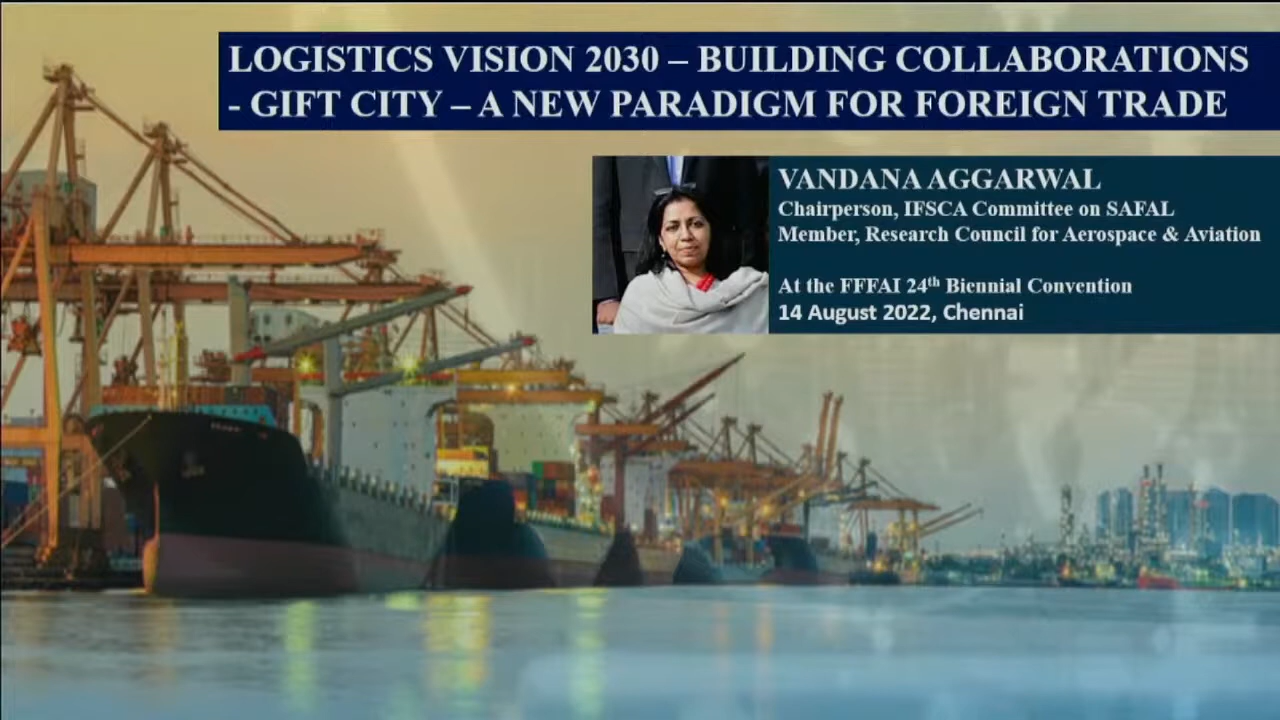 LOGISTICS VISION 2030 – BUILDING COLLABORATIONS
- GIFT CITY – A NEW PARADIGM FOR FOREIGN TRADE
VANDANA AGGARWAL
Chairperson, IFSCA Committee on SAFAL
Member, Research Council for Aerospace & Aviation
At the FFFAI 24th Biennial Convention
14 August 2022, Chennai